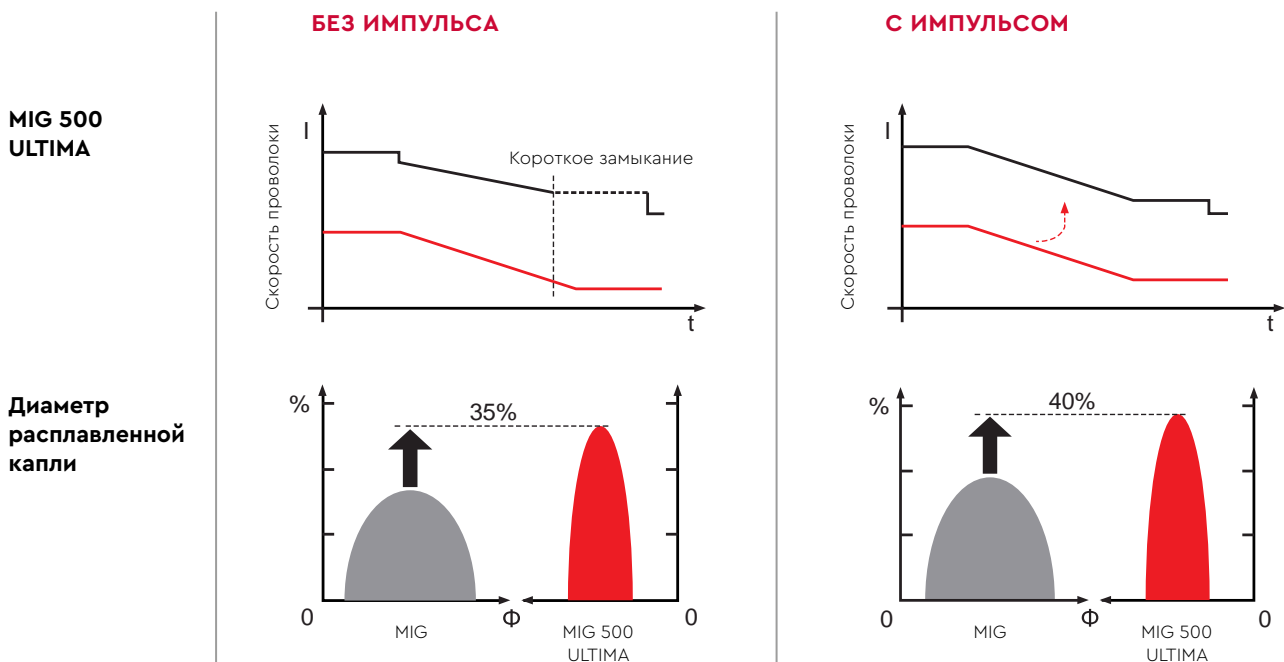 БЕЗ ИМПУЛЬСА
С ИМПУЛЬСОМ
MIG 500
ULTIMA
I
Скорость проволоки
Короткое замыкание
t
I
Скорость проволоки
t
Диаметр
расплавленной
капли
%
35%
0
Ф
0
MIG
MIG 500
ULTIMA
%
40%
0
Ф
0
MIG
MIG 500
ULTIMA